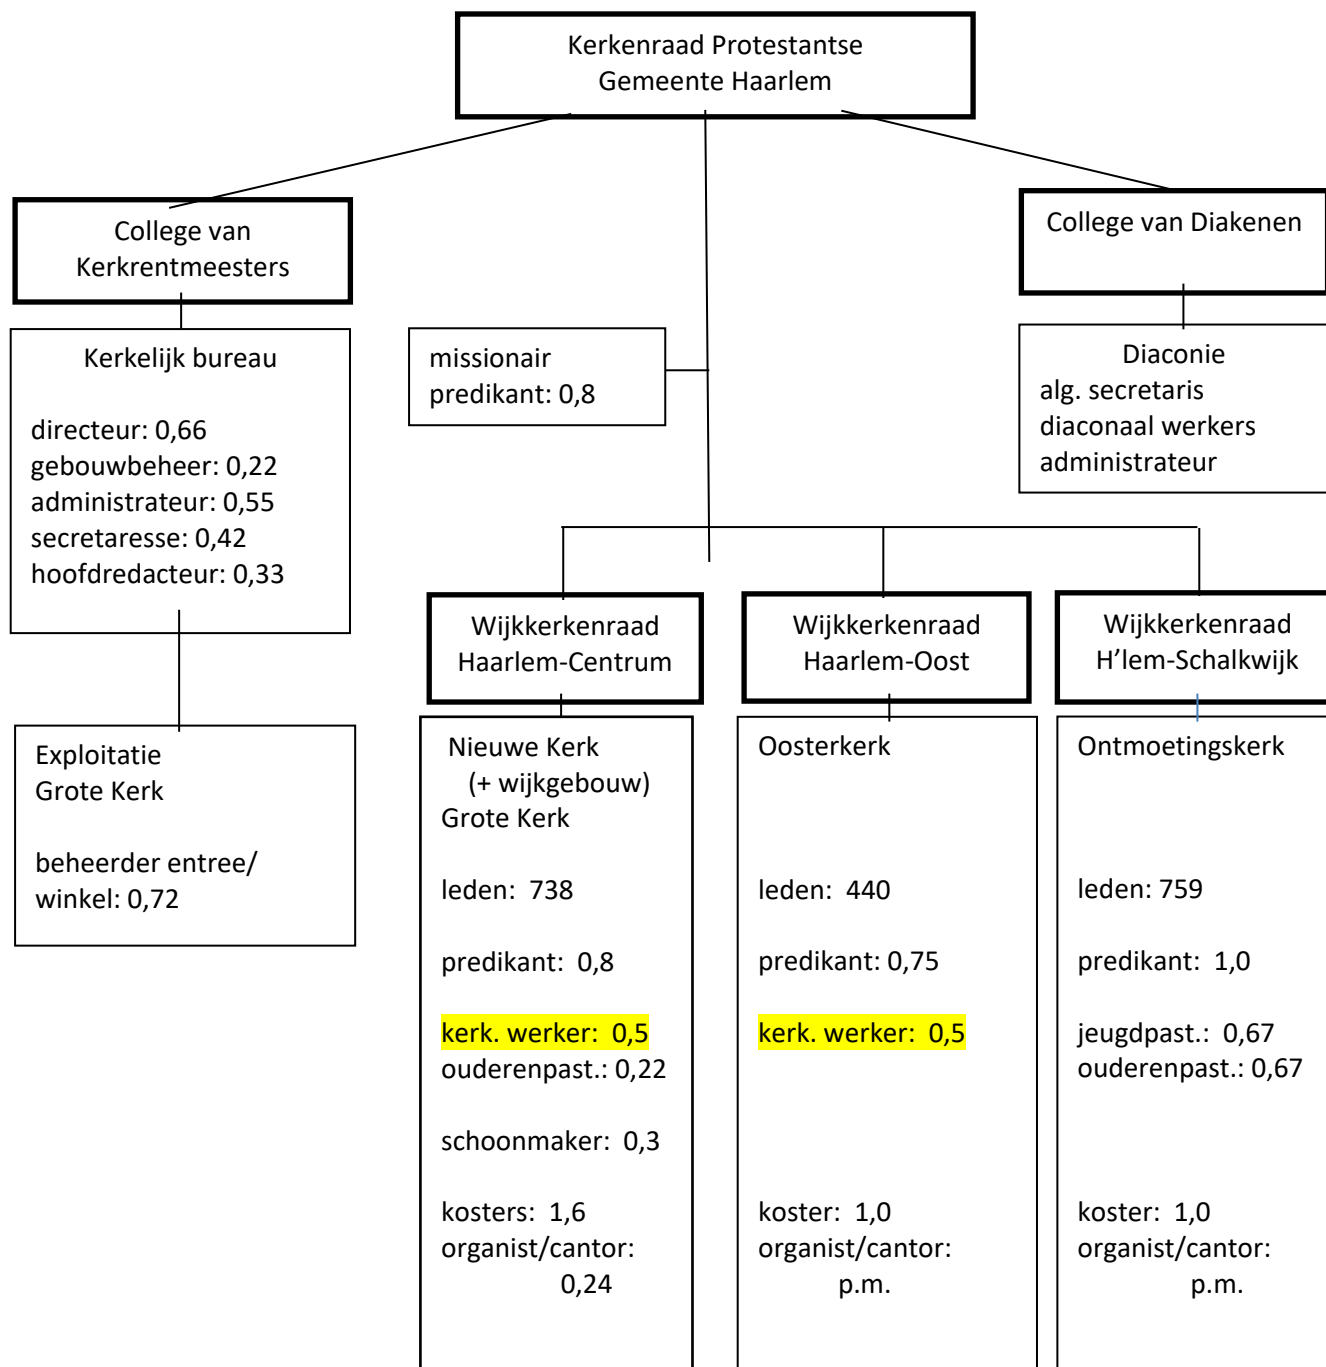 Kerkenraad Protestantse
Gemeente Haarlem
College van
Kerkrentmeesters
College van Diakenen
Kerkelijk bureau
directeur: 0,66
gebouwbeheer: 0,22
administrateur: 0,55
secretaresse: 0,42
hoofdredacteur: 0,33
missionair
predikant: 0,8
Diaconie
alg. secretaris
diaconaal werkers
administrateur
Exploitatie
Grote Kerk
beheerder entree/
winkel: 0,72
Wijkkerkenraad
Haarlem-Centrum
Nieuwe Kerk
(+ wijkgebouw)
Grote Kerk
leden: 738
predikant: 0,8
kerk. werker: 0,5
ouderenpast.: 0,22
schoonmaker: 0,3
kosters: 1,6
organist/cantor:
0,24
Wijkkerkenraad
Haarlem-Oost
Oosterkerk
leden: 440
predikant: 0,75
kerk. werker: 0,5
koster: 1,0
organist/cantor:
p.m.
Wijkkerkenraad
H’lem-Schalkwijk
Ontmoetingskerk
leden: 759
predikant: 1,0
jeugdpast.: 0,67
ouderenpast.: 0,67
koster: 1,0
organist/cantor:
p.m.